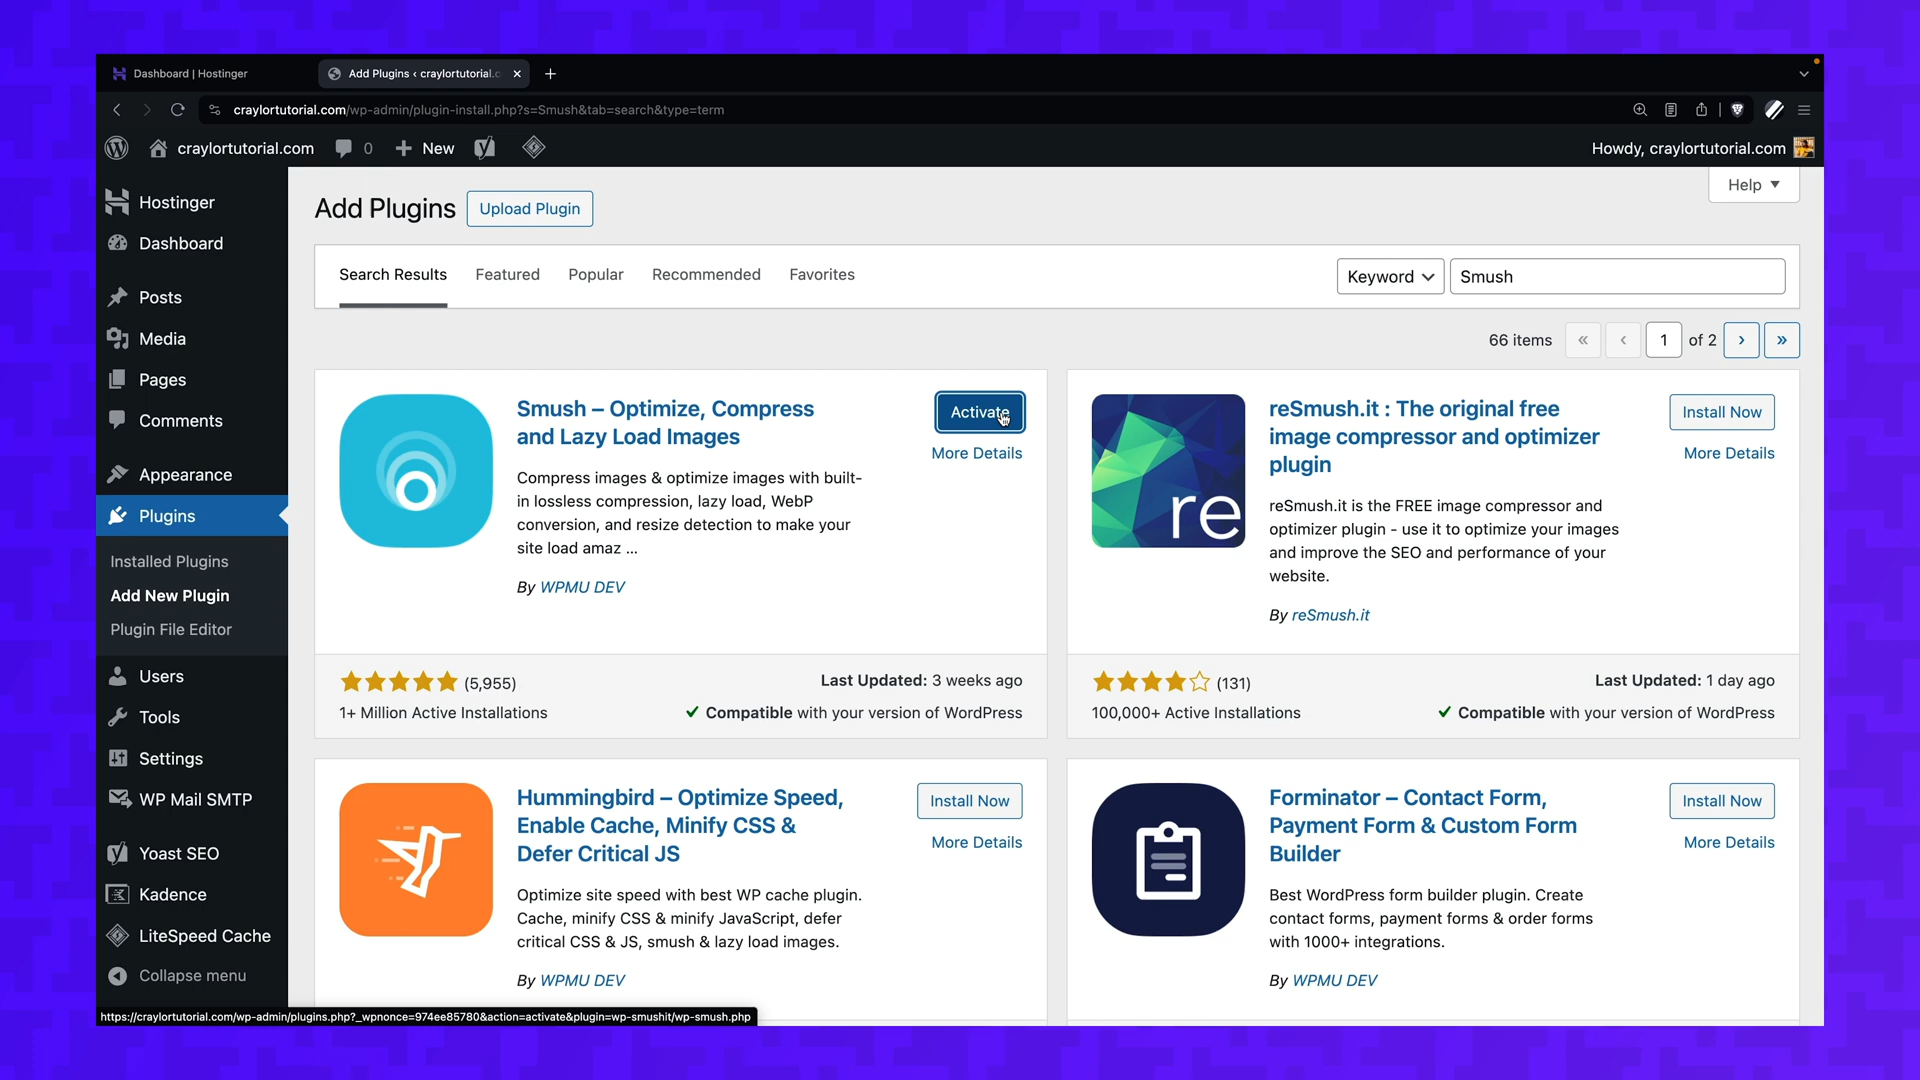 Dashboard | Hostinger
Add Plugins ‹ craylortutorial.c
craylortutorial.com/wp-admin/plugin-install.php?s=Smush&tab=search&type=term
craylortutorial.com
0
New
Howdy, craylortutorial.com
Hostinger
Dashboard
Posts
Media
Pages
Comments
Appearance
Plugins
Installed Plugins
Add New Plugin
Plugin File Editor
Users
Tools
Settings
WP Mail SMTP
Yoast SEO
Kadence
LiteSpeed Cache
Collapse menu
Help
Add Plugins
Upload Plugin
Search Results
Featured
Popular
Recommended
Favorites
Keyword
Smush
66 items
«
‹
1
of 2
›
»
Smush – Optimize, Compress
and Lazy Load Images
Activate
More Details
Compress images & optimize images with built-
in lossless compression, lazy load, WebP
conversion, and resize detection to make your
site load amaz ...
By WPMU DEV
(5,955)
1+ Million Active Installations
Last Updated: 3 weeks ago
Compatible with your version of WordPress
re
reSmush.it : The original free
image compressor and optimizer
plugin
Install Now
More Details
reSmush.it is the FREE image compressor and
optimizer plugin - use it to optimize your images
and improve the SEO and performance of your
website.
By reSmush.it
(131)
100,000+ Active Installations
Last Updated: 1 day ago
Compatible with your version of WordPress
Hummingbird – Optimize Speed,
Enable Cache, Minify CSS &
Defer Critical JS
Install Now
More Details
Optimize site speed with best WP cache plugin.
Cache, minify CSS & minify JavaScript, defer
critical CSS & JS, smush & lazy load images.
By WPMU DEV
Forminator – Contact Form,
Payment Form & Custom Form
Builder
Install Now
More Details
Best WordPress form builder plugin. Create
contact forms, payment forms & order forms
with 1000+ integrations.
By WPMU DEV
https://craylortutorial.com/wp-admin/plugins.php?_wpnonce=974ee85780&action=activate&plugin=wp-smushit/wp-smush.php